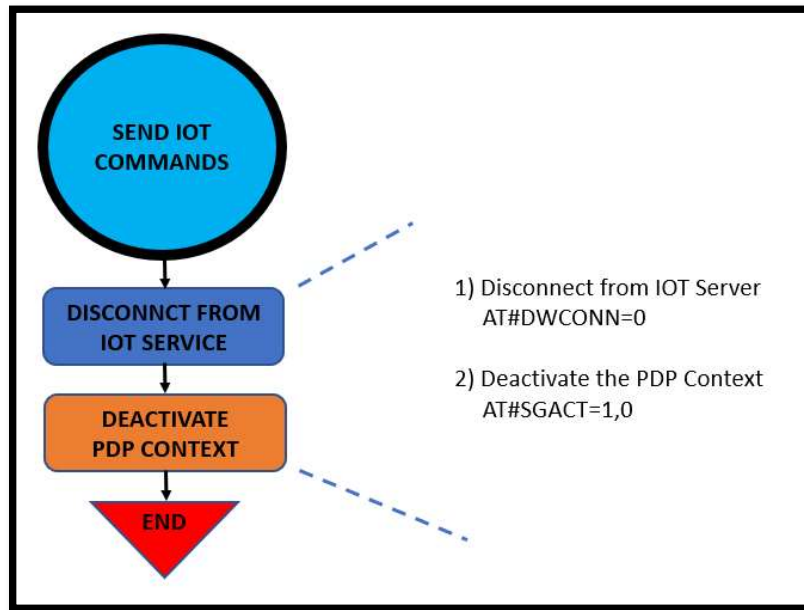 SEND IOT
COMMANDS
DISCONNCT FROM
IOT SERVICE
DEACTIVATE
PDP CONTEXT
END
1) Disconnect from IOT Server
AT#DWCONN=0
2) Deactivate the PDP Context
AT#SGACT=1,0